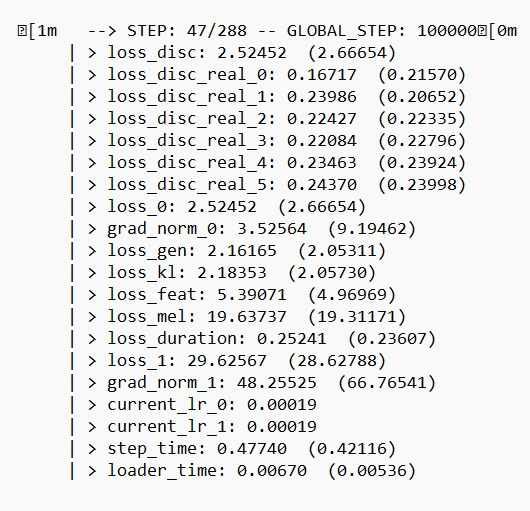 [1m   --> STEP: 47/288 -- GLOBAL_STEP: 100000[0m
| > loss_disc: 2.52452  (2.66654)
| > loss_disc_real_0: 0.16717  (0.21570)
| > loss_disc_real_1: 0.23986  (0.20652)
| > loss_disc_real_2: 0.22427  (0.22335)
| > loss_disc_real_3: 0.22084  (0.22796)
| > loss_disc_real_4: 0.23463  (0.23924)
| > loss_disc_real_5: 0.24370  (0.23998)
| > loss_0: 2.52452  (2.66654)
| > grad_norm_0: 3.52564  (9.19462)
| > loss_gen: 2.16165  (2.05311)
| > loss_kl: 2.18353  (2.05730)
| > loss_feat: 5.39071  (4.96969)
| > loss_mel: 19.63737  (19.31171)
| > loss_duration: 0.25241  (0.23607)
| > loss_1: 29.62567  (28.62788)
| > grad_norm_1: 48.25525  (66.76541)
| > current_lr_0: 0.00019
| > current_lr_1: 0.00019
| > step_time: 0.47740  (0.42116)
| > loader_time: 0.00670  (0.00536)